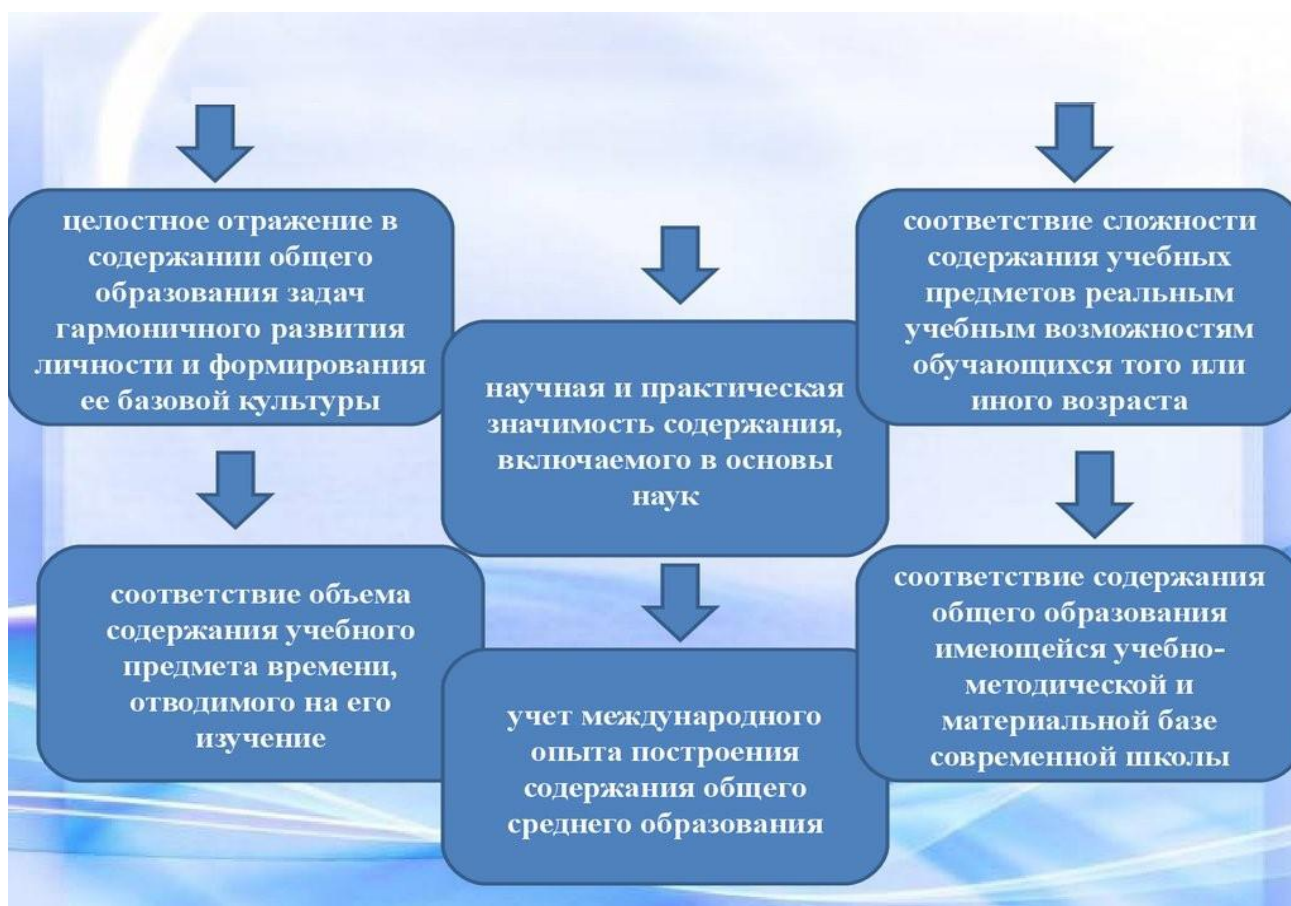 целостное отражение в
содержании общего
образования задач
гармоничного развития
личности и формирования
ее базовой культуры
научная и практическая
значимость содержания,
включаемого в основы
наук
соответствие сложности
содержания учебных
предметов реальным
учебным возможностям
обучающихся того или
иного возраста
соответствие объема
содержания учебного
предмета времени,
отводимого на его
изучение
учет международного
опыта построения
содержания общего
среднего образования
соответствие содержания
общего образования
имеющейся учебно-
методической и
материальной базе
современной школы